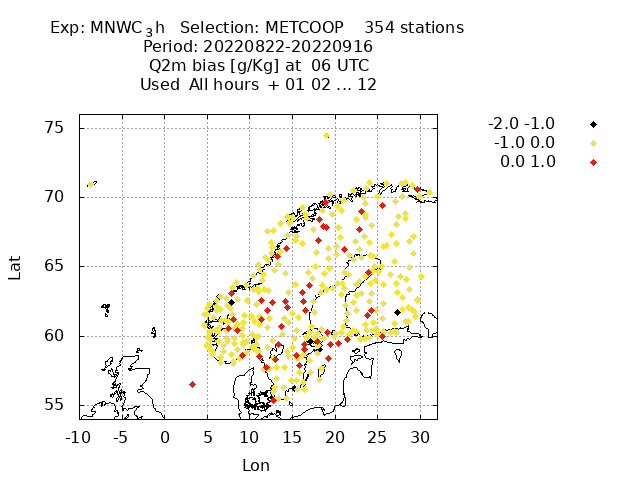 Exp: MNWC_3h Selection: METCOOP 354 stations
Period: 20220822-20220916
Q2m bias [g/Kg] at 06 UTC
Used All hours + 01 02 ... 12
-2.0 -1.0
-1.0 0.0
0.0 1.0
75
70
65
60
55
Lat
-10 -5 0 5 10 15 20 25 30
Lon